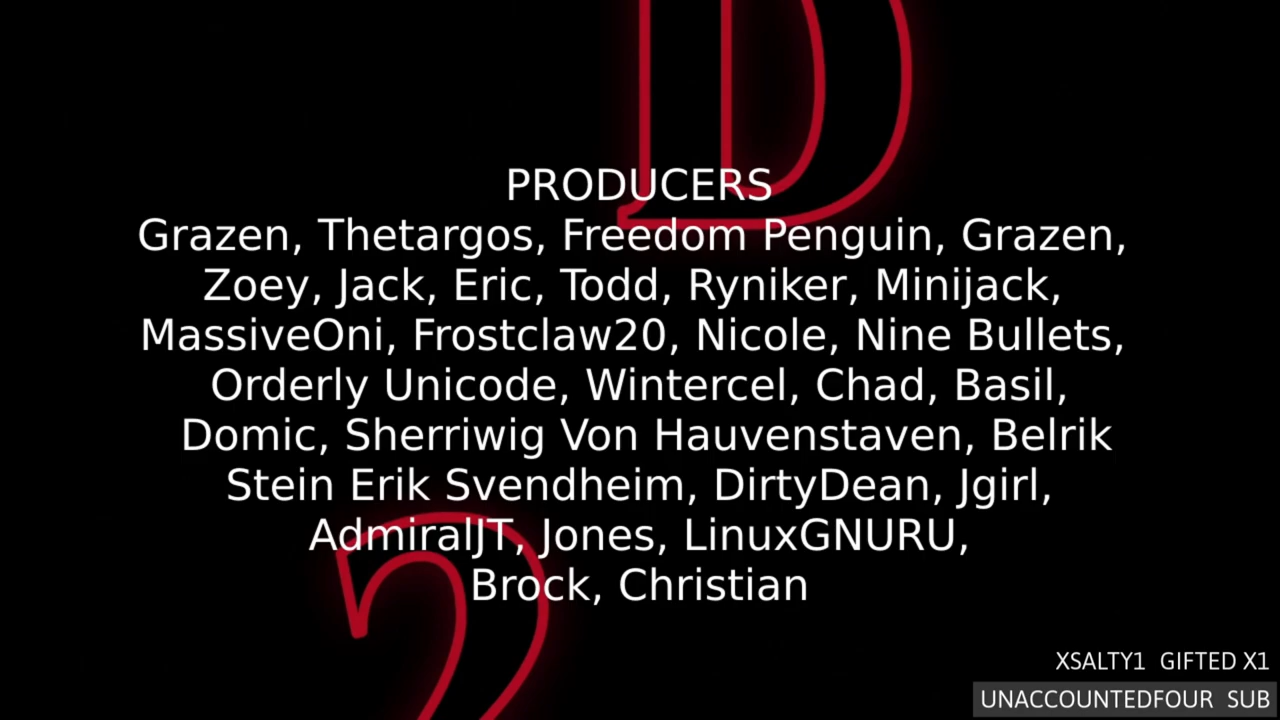 PRODUCERS
Grazen, Thetargos, Freedom Penguin, Grazen,
Zoey, Jack, Eric, Todd, Ryniker, Minijack,
MassiveOni, Frostclaw20, Nicole, Nine Bullets,
Orderly Unicode, Wintercel, Chad, Basil,
Domic, Sherriwig Von Hauvenstaven, Belrik
Stein Erik Svendheim, DirtyDean, Jgirl,
AdmiralJT, Jones, LinuxGNURU,
Brock, Christian
XSALTY1 GIFTED X1
UNACCOUNTEDFOUR SUB